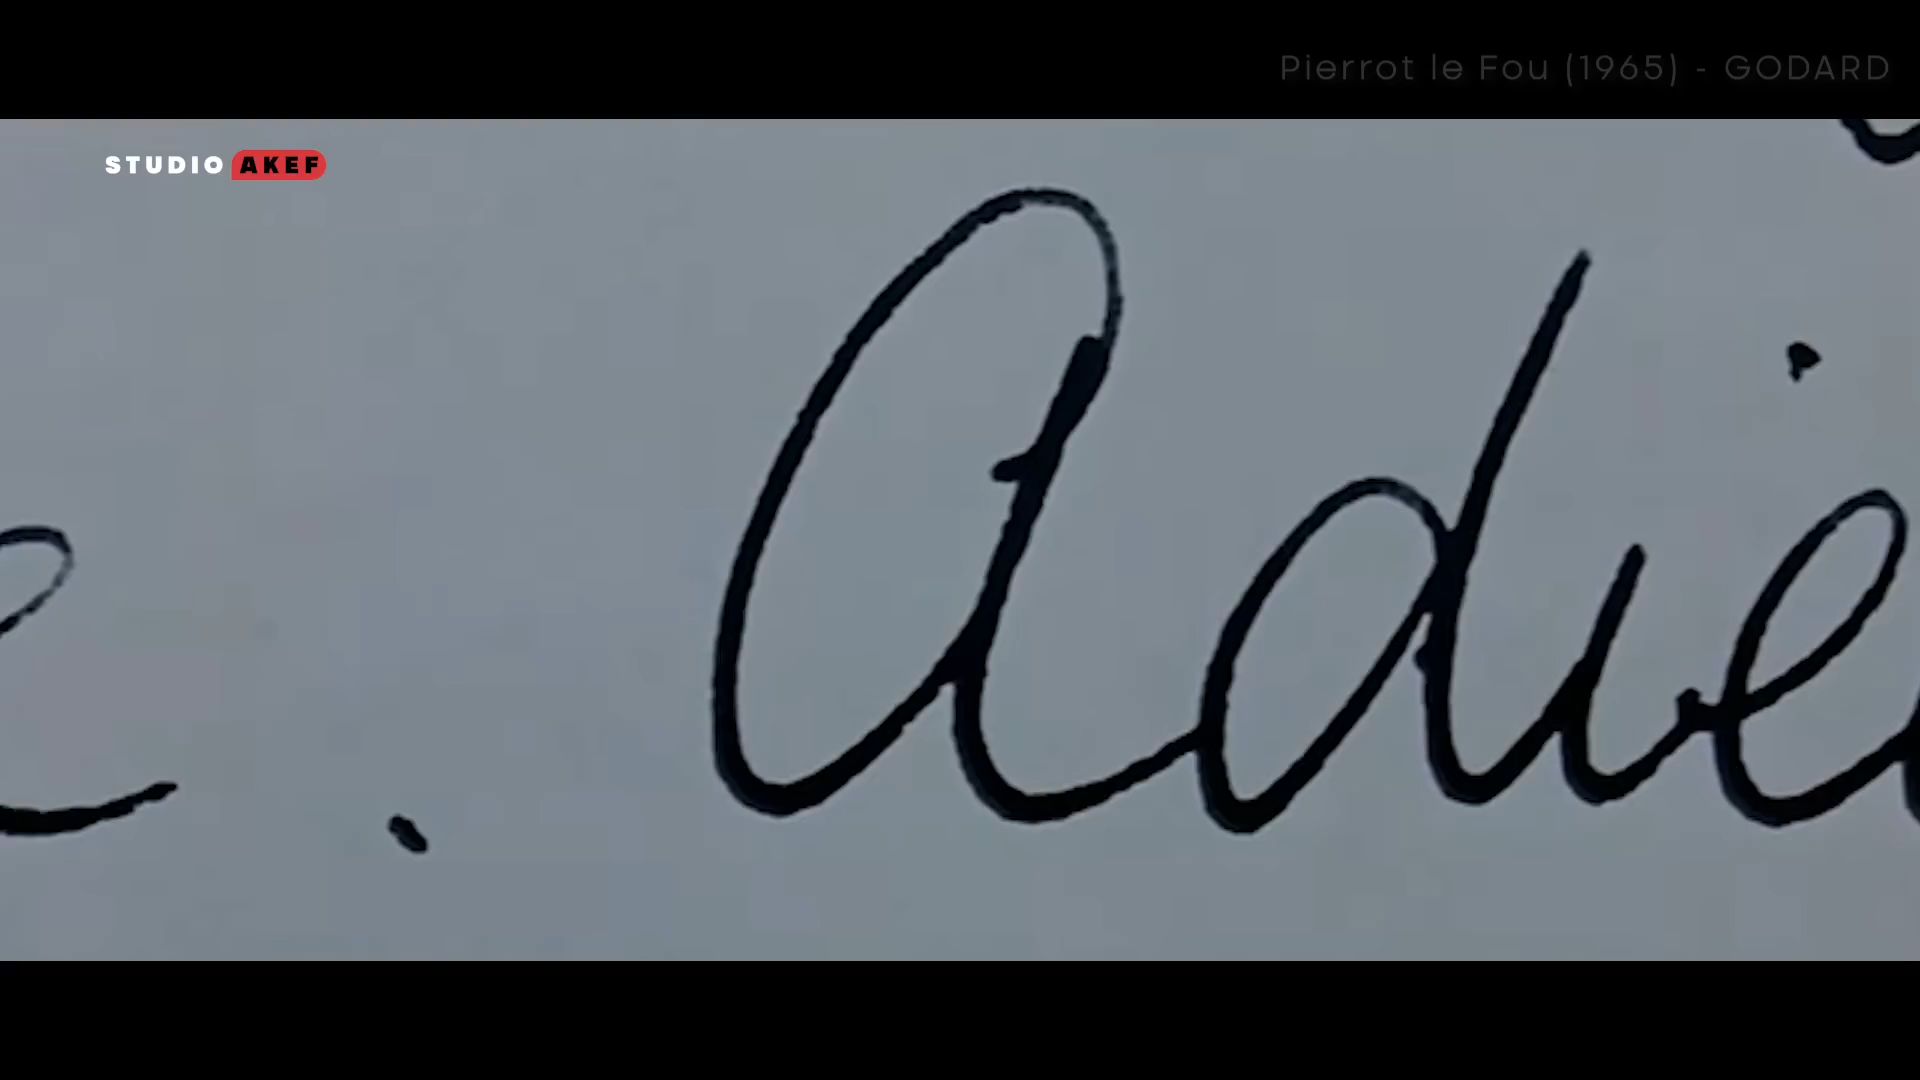 Pierrot le Fou (1965) - GODARD
STUDIO AKEF
e. Adie